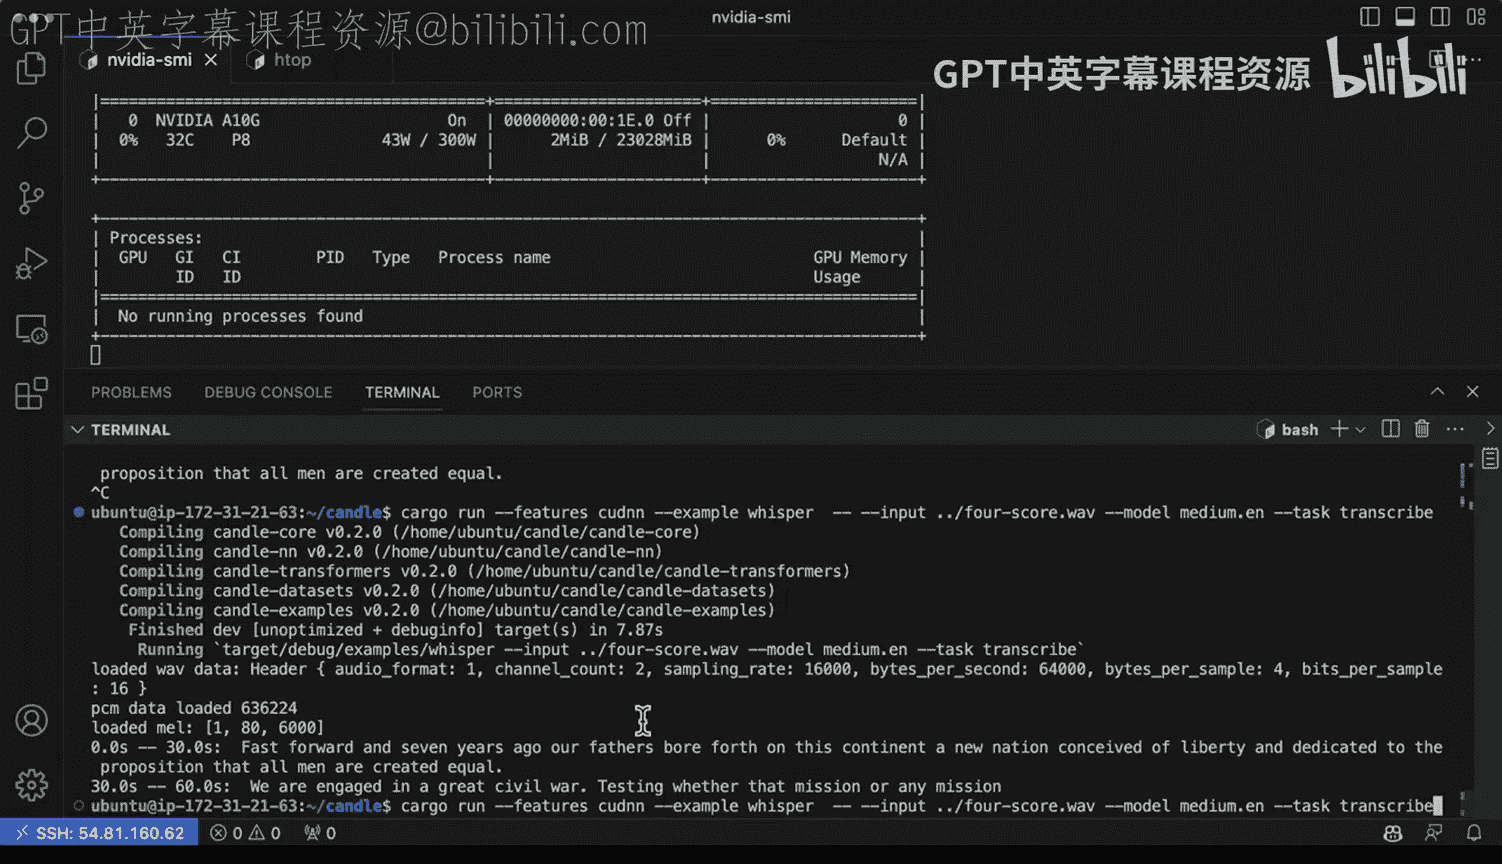 GPT中英字幕课程资源@bilibili.com
nvidia-smi
nvidia-smi
htop
GPT中英字幕课程资源 bilibili
0 NVIDIA A10G On | 00000000:00:1E.0 Off | 0 |
0% 32C P8 43W / 300W | 2MiB / 23028MiB | 0% Default |
N/A |
Processes:
GPU GI CI PID Type Process name GPU Memory
ID ID Usage
No running processes found
PROBLEMS DEBUG CONSOLE TERMINAL PORTS
TERMINAL
bash
proposition that all men are created equal.
^C
ubuntu@ip-172-31-21-63:~/candle$ cargo run --features cudnn --example whisper -- --input ../four-score.wav --model medium.en --task transcribe
Compiling candle-core v0.2.0 (/home/ubuntu/candle/candle-core)
Compiling candle-nn v0.2.0 (/home/ubuntu/candle/candle-nn)
Compiling candle-transformers v0.2.0 (/home/ubuntu/candle/candle-transformers)
Compiling candle-datasets v0.2.0 (/home/ubuntu/candle/candle-datasets)
Compiling candle-examples v0.2.0 (/home/ubuntu/candle/candle-examples)
Finished dev [unoptimized + debuginfo] target(s) in 7.87s
Running `target/debug/examples/whisper --input ../four-score.wav --model medium.en --task transcribe`
loaded wav data: Header { audio_format: 1, channel_count: 2, sampling_rate: 16000, bytes_per_second: 64000, bytes_per_sample: 4, bits_per_sample
: 16 }
pcm data loaded 636224
loaded mel: [1, 80, 6000]
0.0s -- 30.0s: Fast forward and seven years ago our fathers bore forth on this continent a new nation conceived of liberty and dedicated to the
proposition that all men are created equal.
30.0s -- 60.0s: We are engaged in a great civil war. Testing whether that mission or any mission
ubuntu@ip-172-31-21-63:~/candle$ cargo run --features cudnn --example whisper -- --input ../four-score.wav --model medium.en --task transcribe
SSH: 54.81.160.62 0 0 0